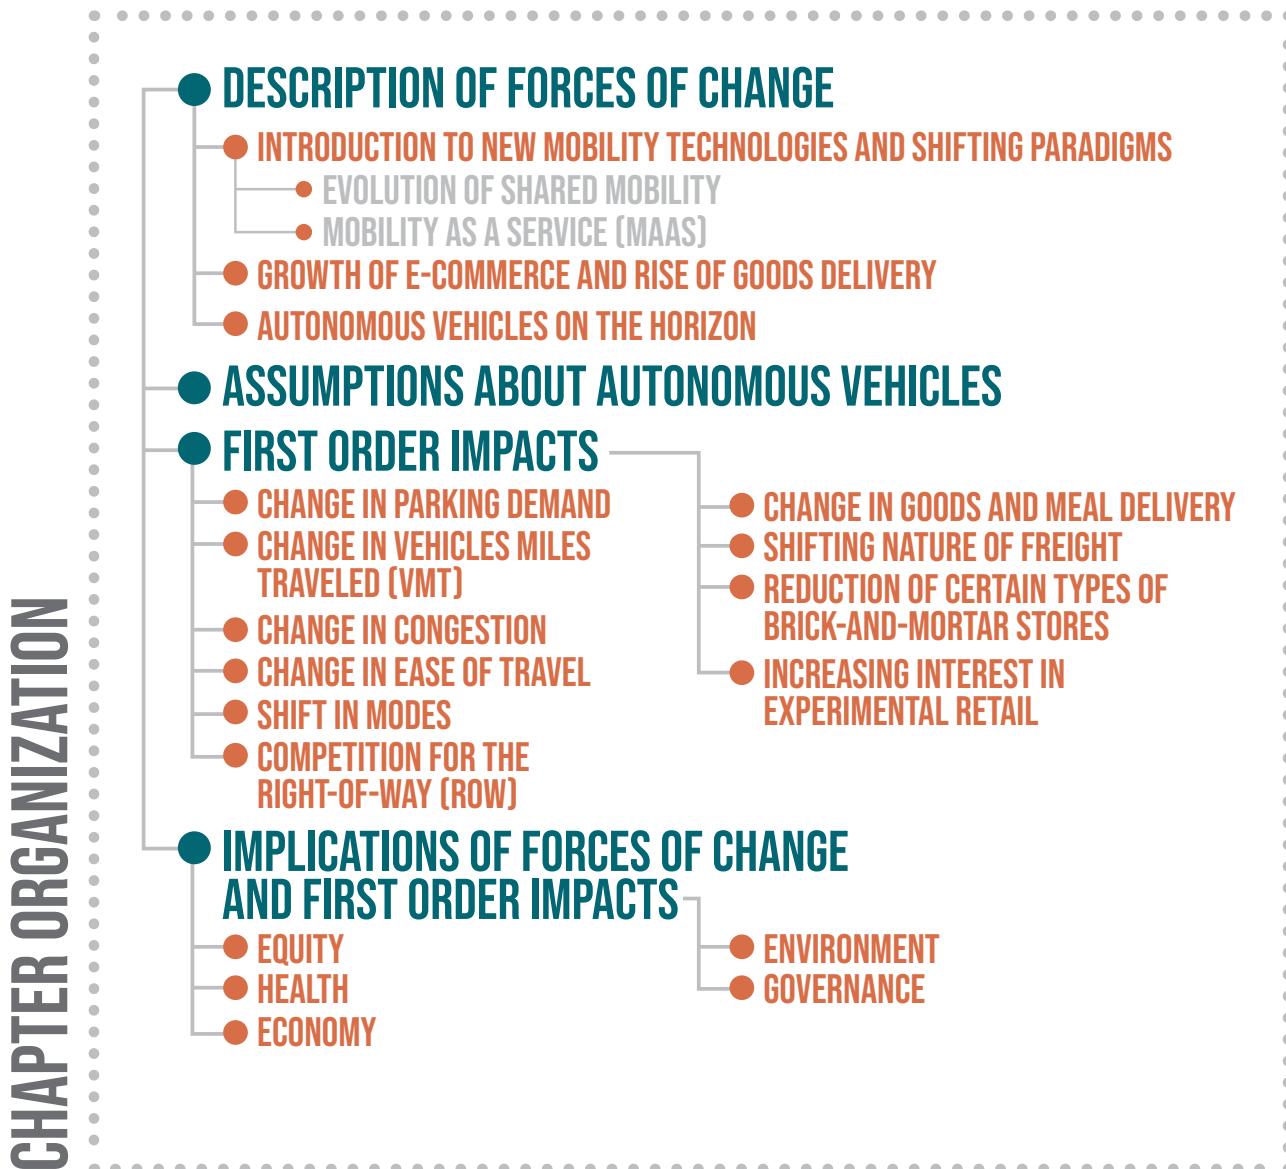 CHAPTER ORGANIZATION
DESCRIPTION OF FORCES OF CHANGE
INTRODUCTION TO NEW MOBILITY TECHNOLOGIES AND SHIFTING PARADIGMS
EVOLUTION OF SHARED MOBILITY
MOBILITY AS A SERVICE (MAAS)
GROWTH OF E-COMMERCE AND RISE OF GOODS DELIVERY
AUTONOMOUS VEHICLES ON THE HORIZON
ASSUMPTIONS ABOUT AUTONOMOUS VEHICLES
FIRST ORDER IMPACTS
CHANGE IN PARKING DEMAND
CHANGE IN VEHICLES MILES
TRAVELED (VMT)
CHANGE IN CONGESTION
CHANGE IN EASE OF TRAVEL
SHIFT IN MODES
COMPETITION FOR THE
RIGHT-OF-WAY (ROW)
CHANGE IN GOODS AND MEAL DELIVERY
SHIFTING NATURE OF FREIGHT
REDUCTION OF CERTAIN TYPES OF
BRICK-AND-MORTAR STORES
INCREASING INTEREST IN
EXPERIMENTAL RETAIL
IMPLICATIONS OF FORCES OF CHANGE
AND FIRST ORDER IMPACTS
EQUITY
HEALTH
ECONOMY
ENVIRONMENT
GOVERNANCE